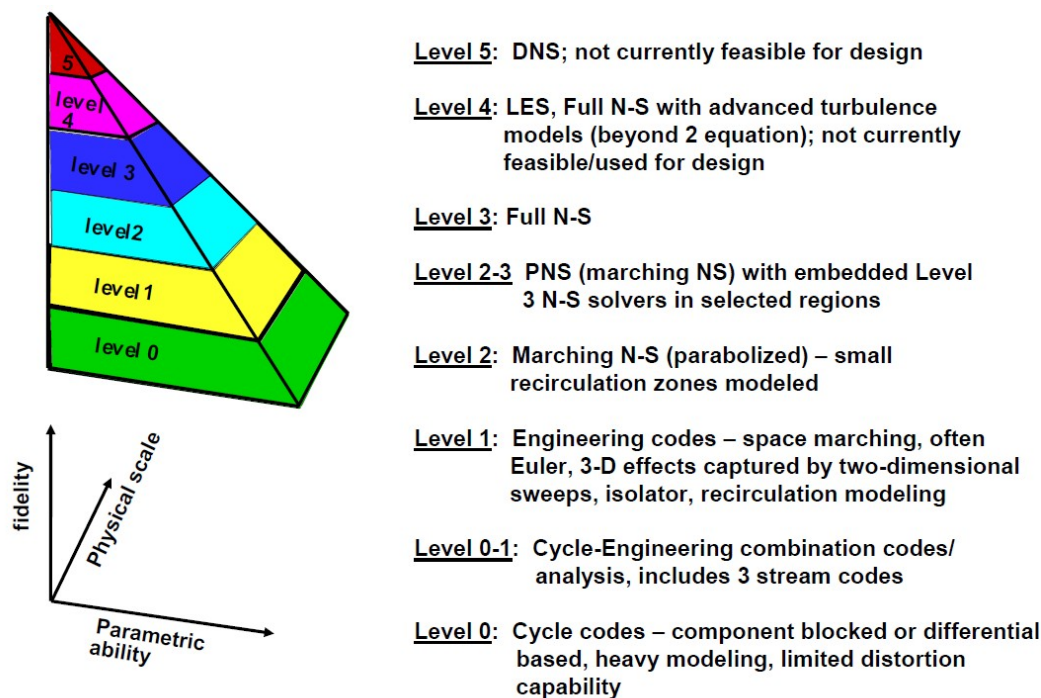 5
level
4
level 3
level2
level 1
level 0
fidelity
Physical scale
Parametric
ability
Level 5: DNS; not currently feasible for design
Level 4: LES, Full N-S with advanced turbulence
models (beyond 2 equation); not currently
feasible/used for design
Level 3: Full N-S
Level 2-3 PNS (marching NS) with embedded Level
3 N-S solvers in selected regions
Level 2: Marching N-S (parabolized) – small
recirculation zones modeled
Level 1: Engineering codes – space marching, often
Euler, 3-D effects captured by two-dimensional
sweeps, isolator, recirculation modeling
Level 0-1: Cycle-Engineering combination codes/
analysis, includes 3 stream codes
Level 0: Cycle codes – component blocked or differential
based, heavy modeling, limited distortion
capability